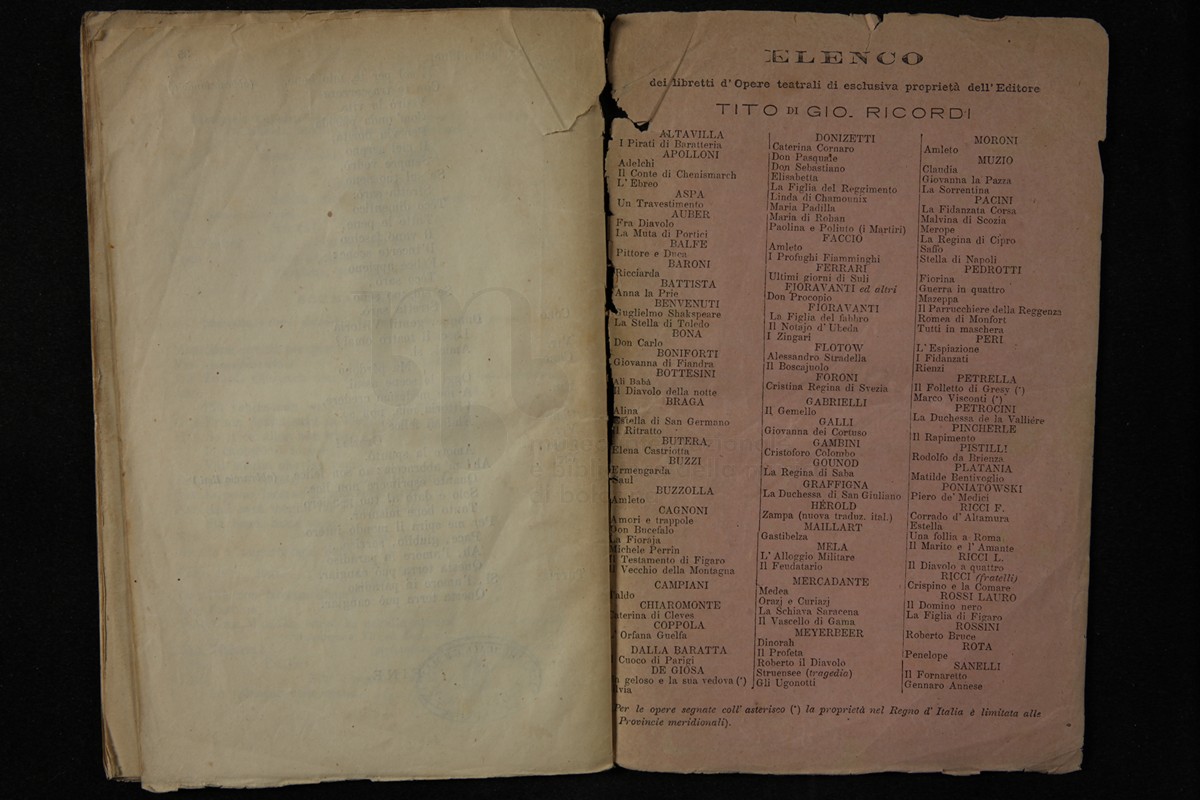 ELENCO
dei libretti d' Opere teatrali di esclusiva proprietà dell' Editore
TITO DI GIO. RICORDI
ALTAVILLA
I Pirati di Baratteria
APOLLONI
Adelchi
Il Conte di Chenismarch
L' Ebreo
ASPA
Un Travestimento
AUBER
Fra Diavolo
La Muta di Portici
BALFE
Pittore e Duca
BARONI
Ricciarda
BATTISTA
Anna la Prie
BENVENUTI
Guglielmo Shakspeare
La Stella di Toledo
BONA
Don Carlo
BONIFORTI
Giovanna di Fiandra
BOTTESINI
Alì Babà
Il Diavolo della notte
BRAGA
Alina
Estella di San Germano
Il Ritratto
BUTERA
Elena Castriotta
BUZZI
Ermengarda
Saul
BUZZOLLA
Amleto
CAGNONI
Amori e trappole
Don Bucefalo
La Fioraja
Michele Perrin
Il Testamento di Figaro
Il Vecchio della Montagna
CAMPIANI
aldo
CHIAROMONTE
Caterina di Cleves
COPPOLA
L' Orfana Guelfa
DALLA BARATTA
Il Cuoco di Parigi
DE GIOSA
geloso e la sua vedova (*)
lvia
DONIZETTI
Caterina Cornaro
Don Pasquale
Don Sebastiano
Elisabetta
La Figlia del Reggimento
Linda di Chamounix
Maria Padilla
Maria di Rohan
Paolina e Poliuto (i Martiri)
FACCIO
Amleto
I Profughi Fiamminghi
FERRARI
Ultimi giorni di Suli
FIORAVANTI ed altri
Don Procopio
FIORAVANTI
La Figlia del fabbro
Il Notajo d' Ubeda
I Zingari
FLOTOW
Alessandro Stradella
Il Boscajuolo
FORONI
Cristina Regina di Svezia
GABRIELLI
Il Gemello
GALLI
Giovanna dei Cortuso
GAMBINI
Cristoforo Colombo
GOUNOD
La Regina di Saba
GRAFFIGNA
La Duchessa di San Giuliano
HÉROLD
Zampa (nuova traduz. ital.)
MAILLART
Gastibelza
MELA
L' Alloggio Militare
Il Feudatario
MERCADANTE
Medea
Orazj e Curiazj
La Schiava Saracena
Il Vascello di Gama
MEYERBEER
Dinorah
Il Profeta
Roberto il Diavolo
Struensee (tragedia)
Gli Ugonotti
MORONI
Amleto
MUZIO
Claudia
Giovanna la Pazza
La Sorrentina
PACINI
La Fidanzata Corsa
Malvina di Scozia
Merope
La Regina di Cipro
Saffo
Stella di Napoli
PEDROTTI
Fiorina
Guerra in quattro
Mazeppa
Il Parrucchiere della Reggenza
Romea di Monfort
Tutti in maschera
PERI
L' Espiazione
I Fidanzati
Rienzi
PETRELLA
Il Folletto di Gresy (*)
Marco Visconti (*)
PETROCINI
La Duchessa de la Vallière
PINCHERLE
Il Rapimento
PISTILLI
Rodolfo da Brienza
PLATANIA
Matilde Bentivoglio
PONIATOWSKI
Piero de' Medici
RICCI F.
Corrado d' Altamura
Estella
Una follia a Roma
Il Marito e l' Amante
RICCI L.
Il Diavolo a quattro
RICCI (fratelli)
Crispino e la Comare
ROSSI LAURO
Il Domino nero
La Figlia di Figaro
ROSSINI
Roberto Bruce
ROTA
Penelope
SANELLI
Il Fornaretto
Gennaro Annese
Per le opere segnate coll' asterisco (*) la proprietà nel Regno d' Italia è limitata alle
Provincie meridionali).